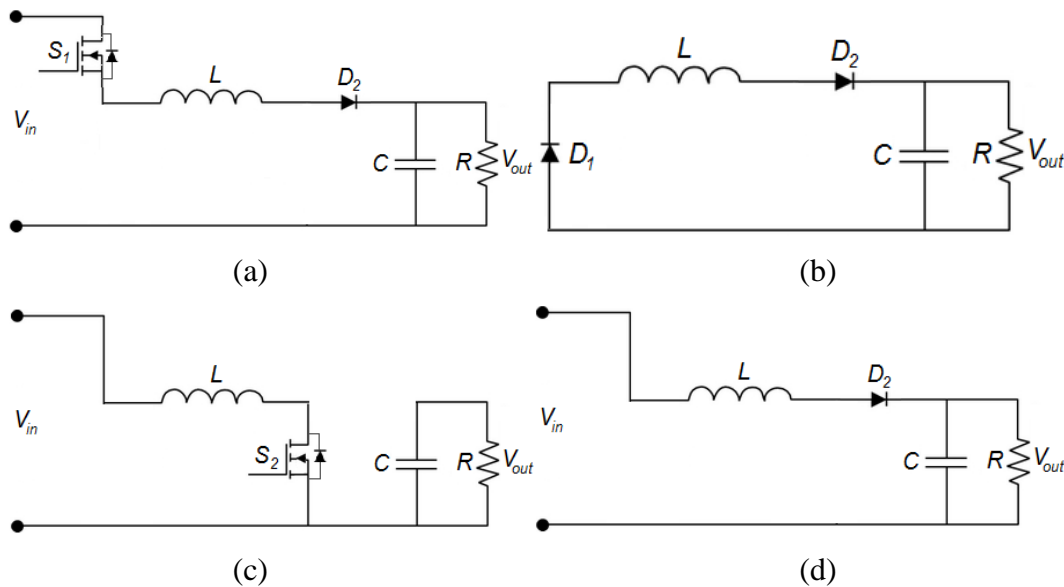 S1
L
D2
Vin
C
R
Vout
(a)
L
D2
D1
C
R
Vout
(b)
L
Vin
S2
C
R
Vout
(c)
L
D2
Vin
C
R
Vout
(d)